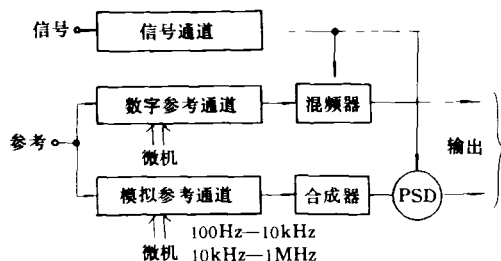 信号
信号通道
数字参考通道
混频器
参考
微机
输出
模拟参考通道
合成器
PSD
微机
100Hz—10kHz
10kHz—1MHz